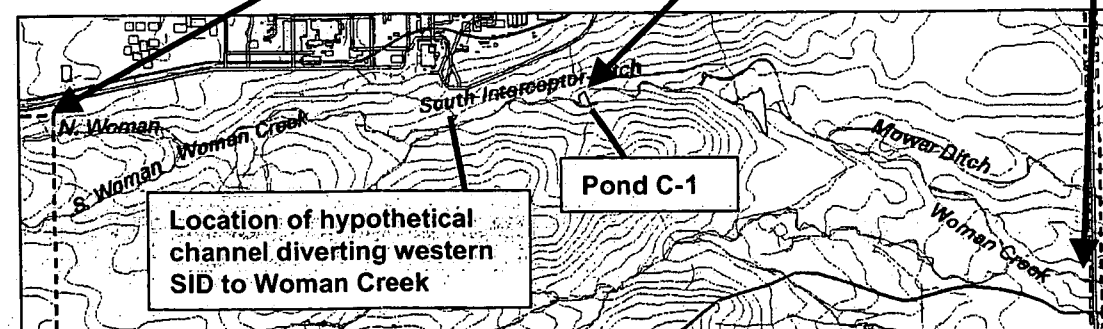 South Interceptor Ditch
N. Woman
Woman Creek
S. Woman
Mower Ditch
Pond C-1
Location of hypothetical
channel diverting western
SID to Woman Creek
Woman Creek